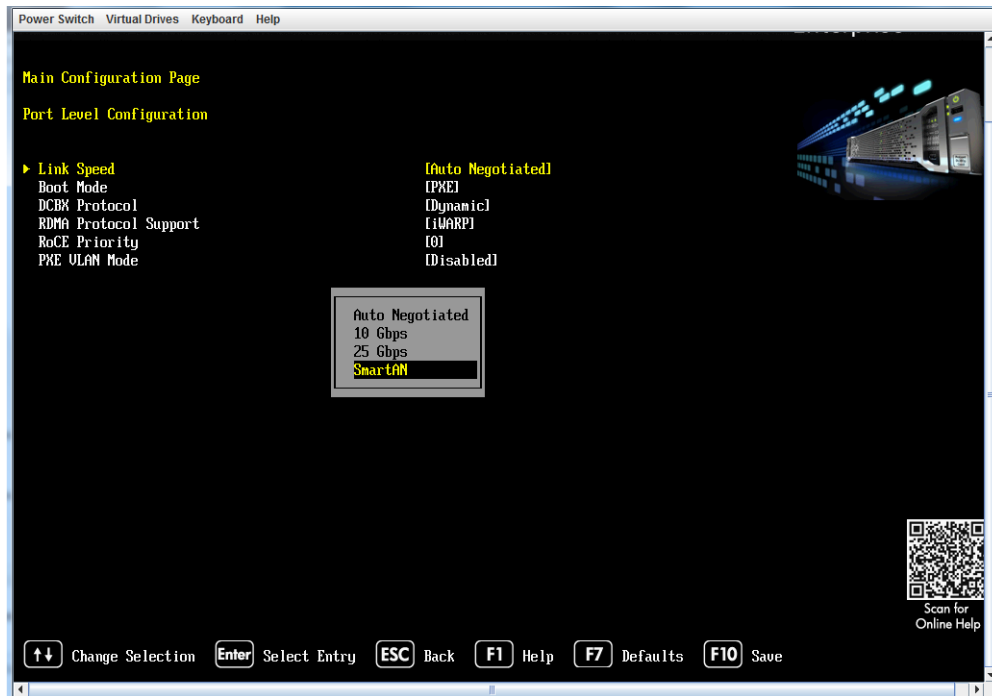 Power Switch Virtual Drives Keyboard Help
Main Configuration Page
Port Level Configuration
Link Speed [Auto Negotiated]
Boot Mode [PXE]
DCBX Protocol [Dynamic]
RDMA Protocol Support [iWARP]
RoCE Priority [0]
PXE VLAN Mode [Disabled]
Auto Negotiated
10 Gbps
25 Gbps
SmartAN
Scan for
Online Help
↑↓ Change Selection Enter Select Entry ESC Back F1 Help F7 Defaults F10 Save